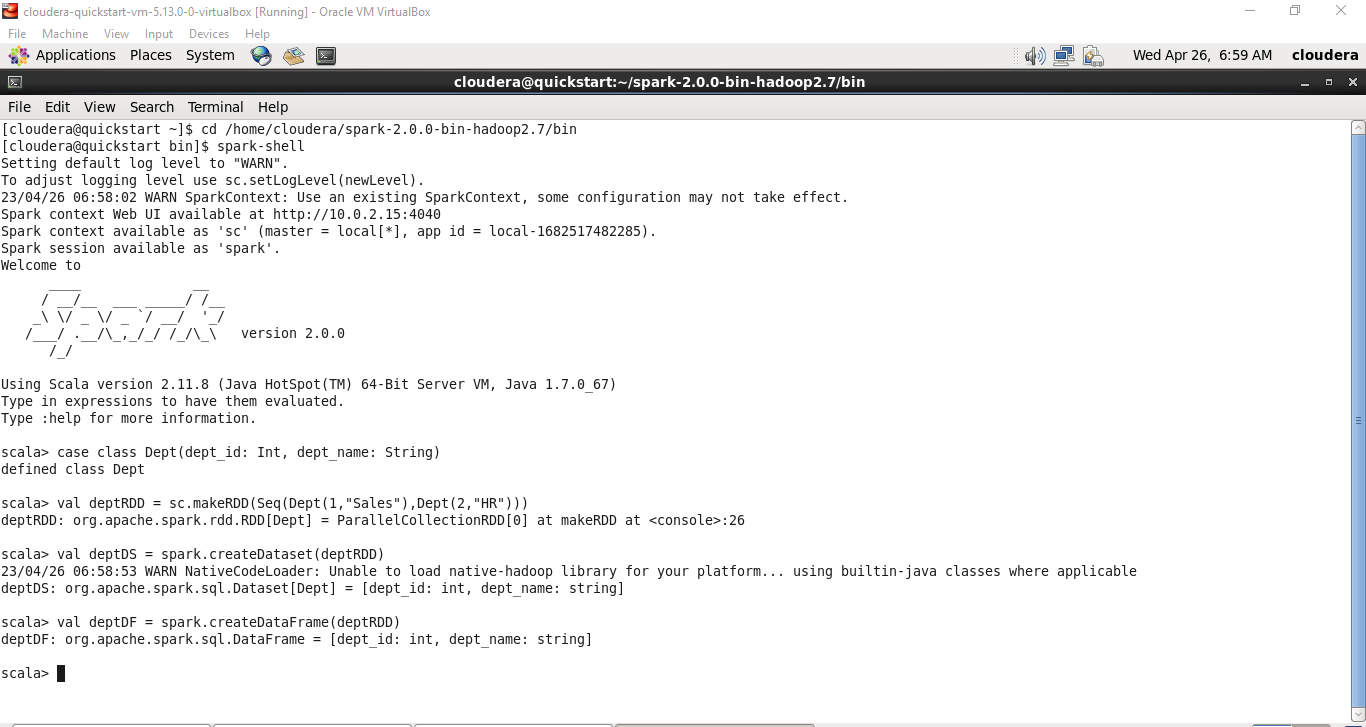 cloudera-quickstart-vm-5.13.0-0-virtualbox [Running] - Oracle VM VirtualBox
File Machine View Input Devices Help
Applications Places System Wed Apr 26, 6:59 AM cloudera
cloudera@quickstart:~/spark-2.0.0-bin-hadoop2.7/bin
File Edit View Search Terminal Help
[cloudera@quickstart ~]$ cd /home/cloudera/spark-2.0.0-bin-hadoop2.7/bin
[cloudera@quickstart bin]$ spark-shell
Setting default log level to "WARN".
To adjust logging level use sc.setLogLevel(newLevel).
23/04/26 06:58:02 WARN SparkContext: Use an existing SparkContext, some configuration may not take effect.
Spark context Web UI available at http://10.0.2.15:4040
Spark context available as 'sc' (master = local[*], app id = local-1682517482285).
Spark session available as 'spark'.
Welcome to
      ____              __
     / __/__  ___ _____/ /__
    _\ \/ _ \/ _ `/ __/  '_/
   /___/ .__/\_,_/_/ /_/\_\   version 2.0.0
      /_/
Using Scala version 2.11.8 (Java HotSpot(TM) 64-Bit Server VM, Java 1.7.0_67)
Type in expressions to have them evaluated.
Type :help for more information.
scala> case class Dept(dept_id: Int, dept_name: String)
defined class Dept
scala> val deptRDD = sc.makeRDD(Seq(Dept(1,"Sales"),Dept(2,"HR")))
deptRDD: org.apache.spark.rdd.RDD[Dept] = ParallelCollectionRDD[0] at makeRDD at <console>:26
scala> val deptDS = spark.createDataset(deptRDD)
23/04/26 06:58:53 WARN NativeCodeLoader: Unable to load native-hadoop library for your platform... using builtin-java classes where applicable
deptDS: org.apache.spark.sql.Dataset[Dept] = [dept_id: int, dept_name: string]
scala> val deptDF = spark.createDataFrame(deptRDD)
deptDF: org.apache.spark.sql.DataFrame = [dept_id: int, dept_name: string]
scala>